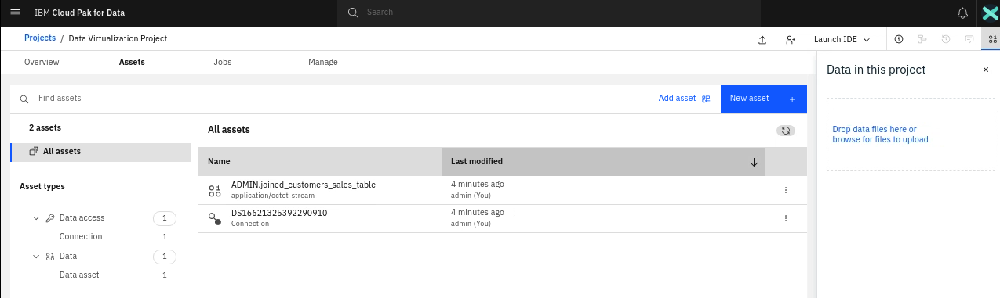 IBM Cloud Pak for Data
Search
Projects / Data Virtualization Project
Launch IDE
Overview
Assets
Jobs
Manage
Data in this project
Find assets
Add asset
New asset +
Drop data files here or
browse for files to upload
2 assets
All assets
All assets
Name
Last modified
Asset types
ADMIN.joined_customers_sales_table
application/octet-stream
4 minutes ago
admin (You)
DS16621325392290910
Connection
4 minutes ago
admin (You)
Data access 1
Connection 1
Data 1
Data asset 1